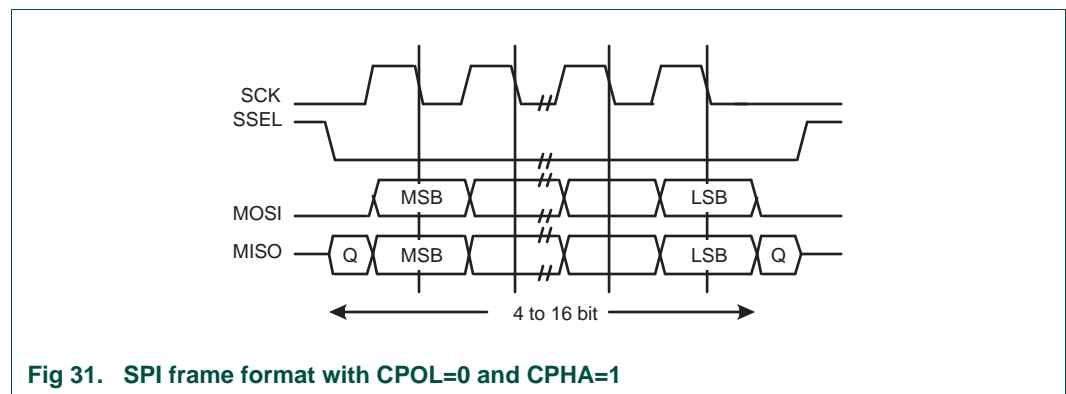 SCK
SSEL
MOSI
MSB
LSB
MISO
Q
MSB
LSB
Q
4 to 16 bit
Fig 31. SPI frame format with CPOL=0 and CPHA=1